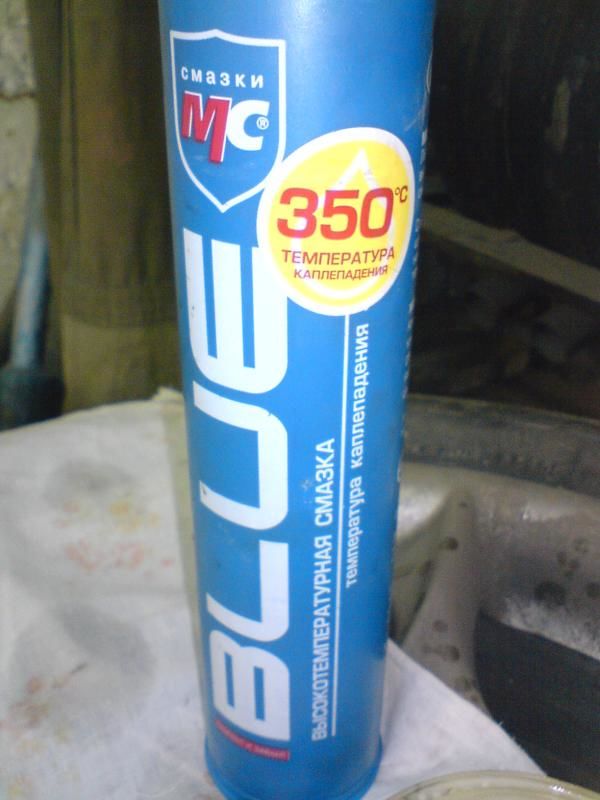 смазки
МС®
350°C
ТЕМПЕРАТУРА
КАПЛЕПАДЕНИЯ
BLUE
ВЫСОКОТЕМПЕРАТУРНАЯ СМАЗКА
температура каплепадения